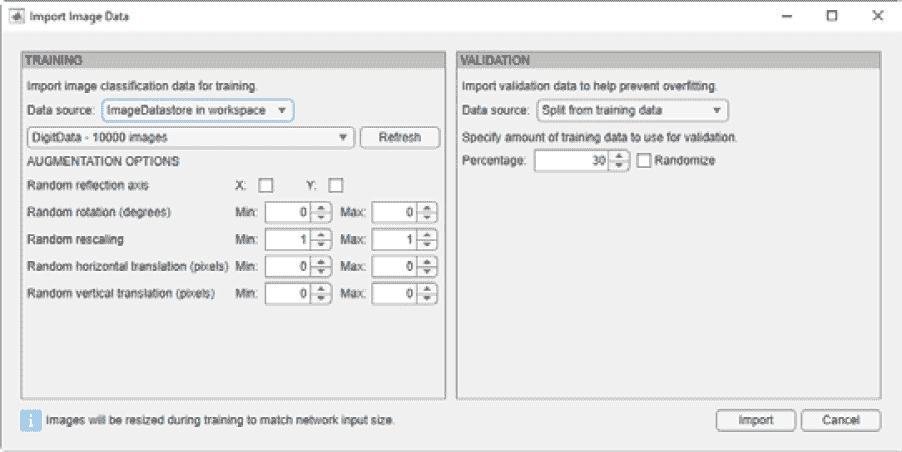 Import Image Data
TRAINING
Import image classification data for training.
Data source: ImageDatastore in workspace
DigitData - 10000 images Refresh
AUGMENTATION OPTIONS
Random reflection axis X: Y:
Random rotation (degrees) Min: 0 Max: 0
Random rescaling Min: 1 Max: 1
Random horizontal translation (pixels) Min: 0 Max: 0
Random vertical translation (pixels) Min: 0 Max: 0
VALIDATION
Import validation data to help prevent overfitting.
Data source: Split from training data
Specify amount of training data to use for validation.
Percentage: 30 Randomize
i Images will be resized during training to match network input size.
Import Cancel